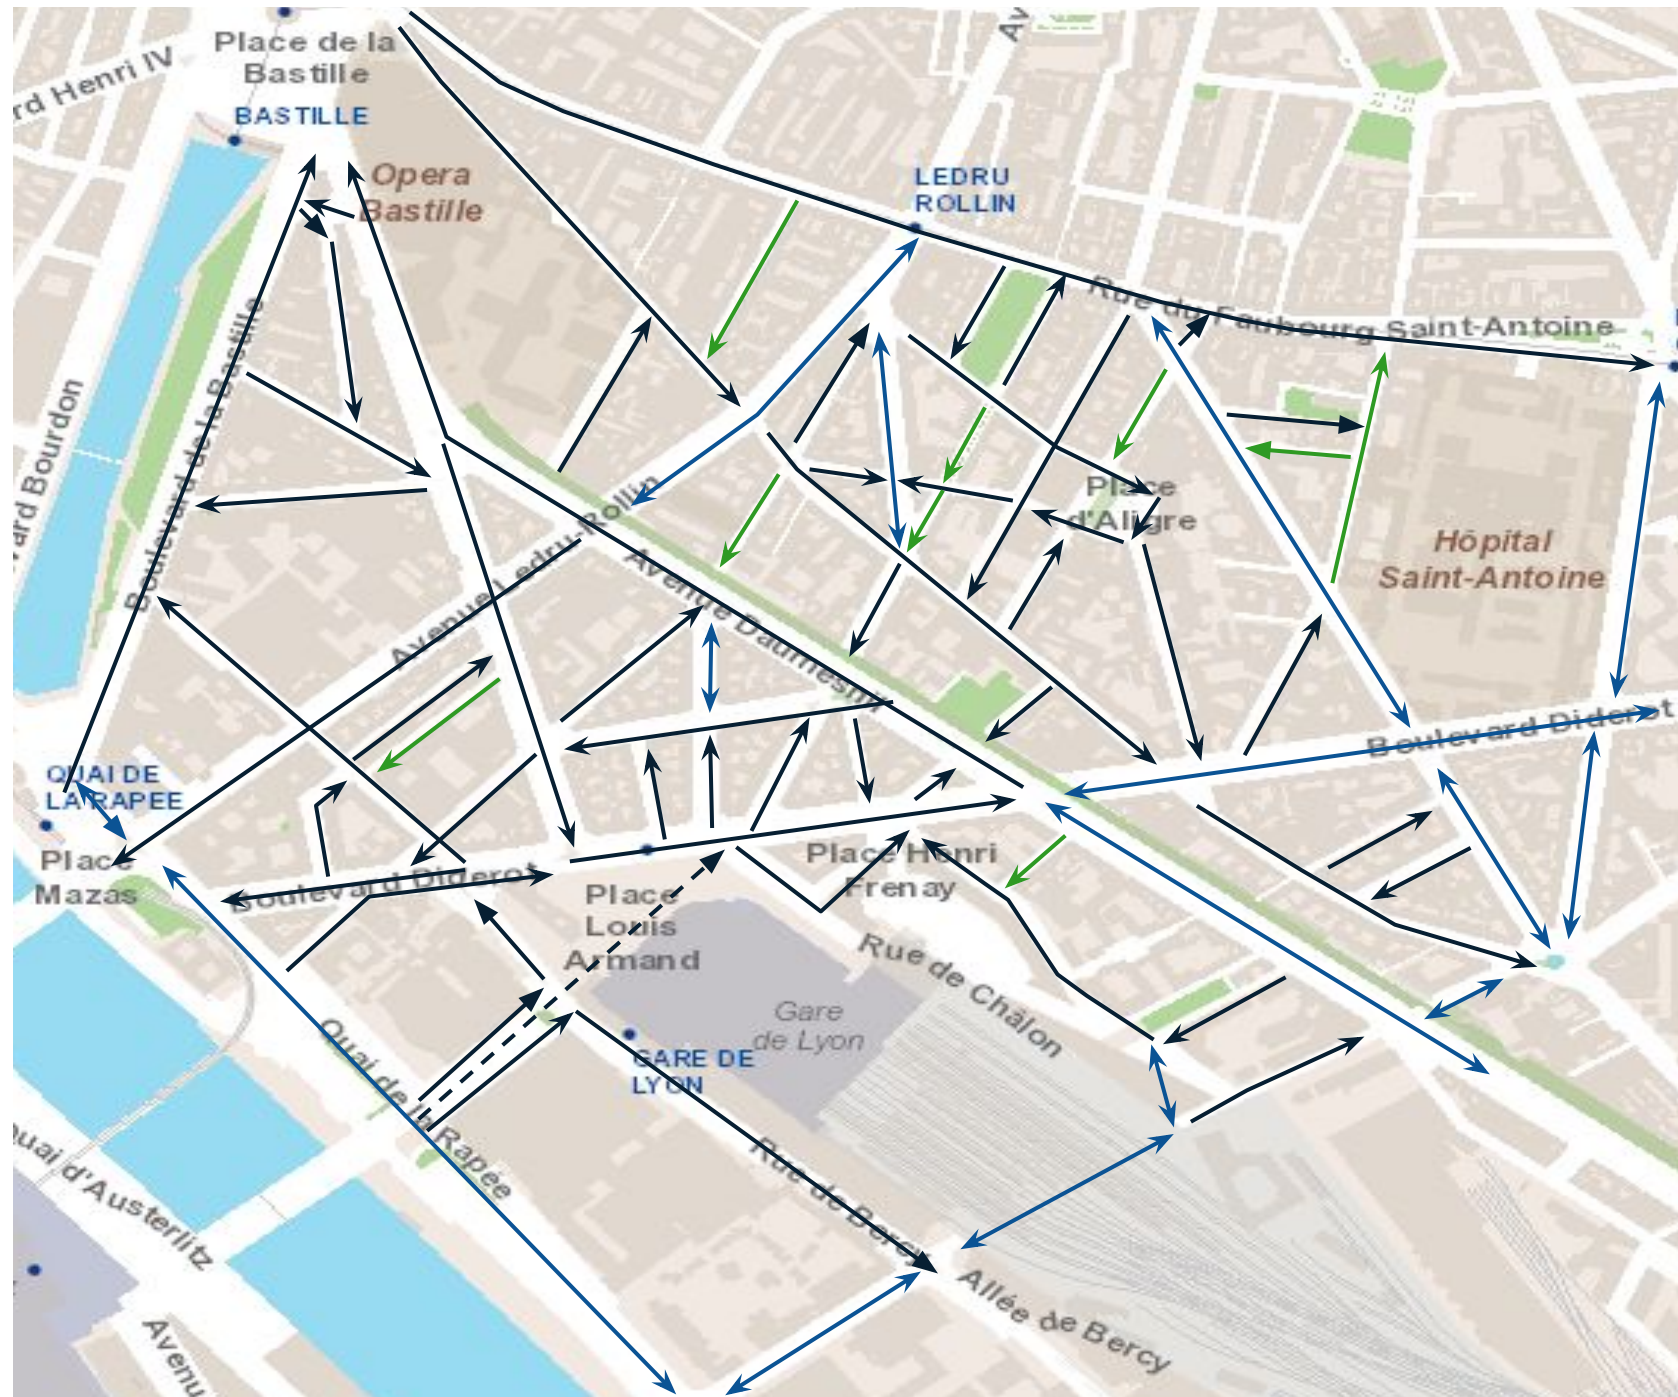 Place de la
Bastille
rd Henri IV
BASTILLE
Av
Opera
Bastille
LEDRU
ROLLIN
Rue du Faubourg Saint-Antoine
Boulevard de la Bastille
vard Bourdon
Place
d'Aligre
Hôpital
Saint-Antoine
Avenue Ledru-Rollin
Avenue Daumesnil
Boulevard Diderot
QUAI DE
LA RAPEE
Place
Mazas
Boulevard Diderot
Place
Louis
Armand
Place Henri
Frenay
Rue de Châlon
Gare
de Lyon
GARE DE
LYON
Quai de la Rapée
Rue de Bercy
Allée de Bercy
Quai d'Austerlitz
Avenu